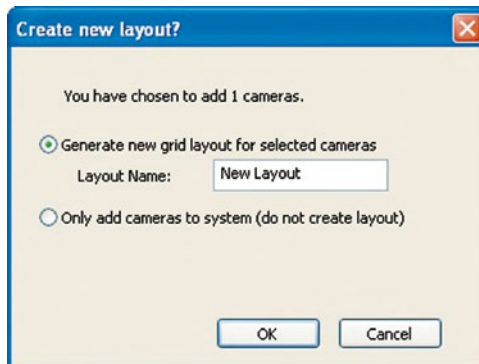 Create new layout?
You have chosen to add 1 cameras.
Generate new grid layout for selected cameras
Layout Name: New Layout
Only add cameras to system (do not create layout)
OK Cancel